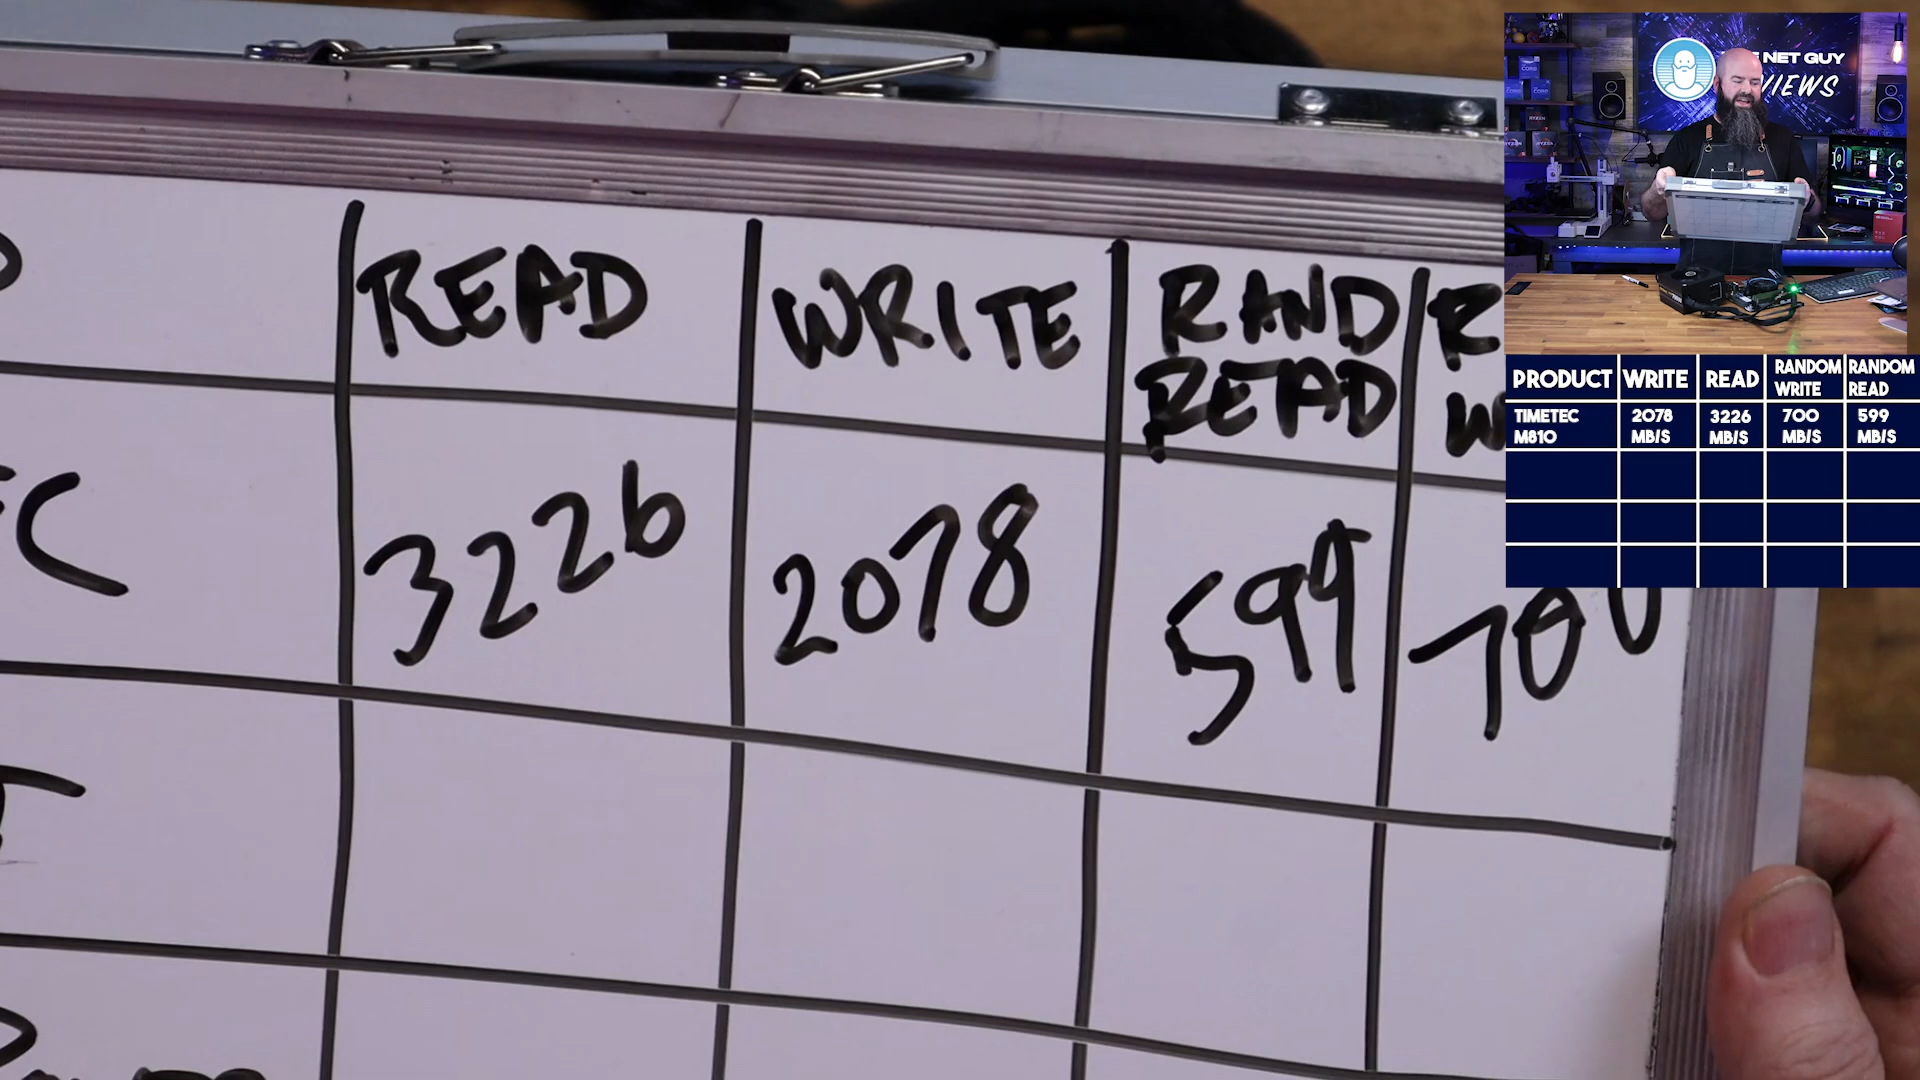 READ WRITE RAND READ
3226 2078 599 700
NET GUY
VIEWS
PRODUCT WRITE READ RANDOM WRITE RANDOM READ
TIMETEC M810 2078 MB/S 3226 MB/S 700 MB/S 599 MB/S